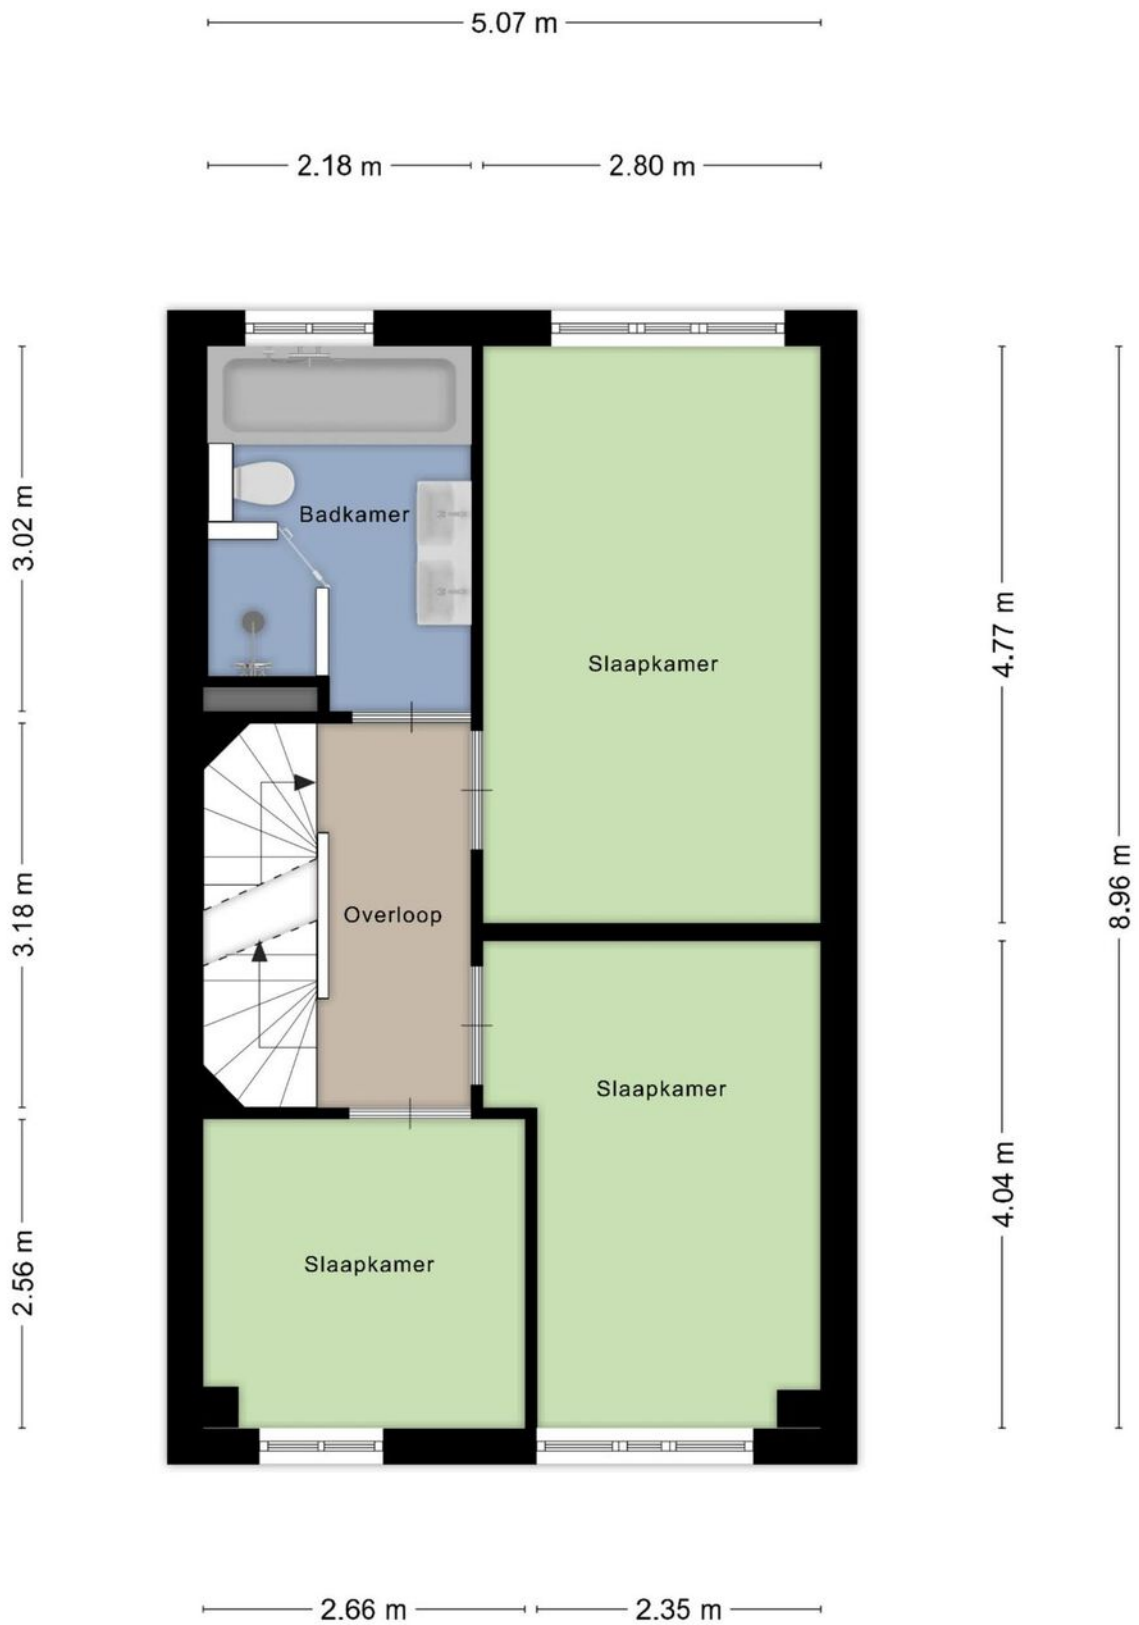 5.07 m
2.18 m
2.80 m
Badkamer
3.02 m
4.77 m
Slaapkamer
8.96 m
3.18 m
Overloop
Slaapkamer
4.04 m
2.56 m
Slaapkamer
2.66 m
2.35 m